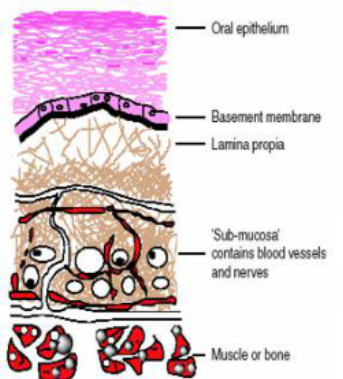 Oral epithelium
Basement membrane
Lamina propia
'Sub-mucosa'
contains blood vessels
and nerves
Muscle or bone